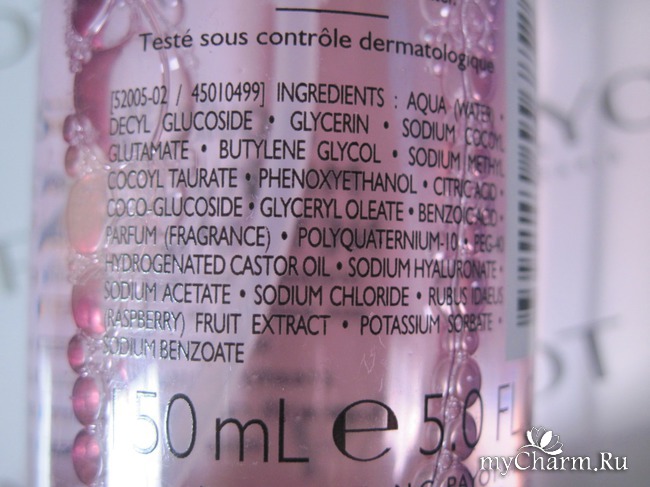 Testé sous contrôle dermatologique
[52005-02 / 45010499] INGREDIENTS : AQUA (WATER) •
DECYL GLUCOSIDE • GLYCERIN • SODIUM COCOYL
GLUTAMATE • BUTYLENE GLYCOL • SODIUM METHYL
COCOYL TAURATE • PHENOXYETHANOL • CITRIC ACID •
COCO-GLUCOSIDE • GLYCERYL OLEATE • BENZOIC ACID •
PARFUM (FRAGRANCE) • POLYQUATERNIUM-10 • PEG-40
HYDROGENATED CASTOR OIL • SODIUM HYALURONATE •
SODIUM ACETATE • SODIUM CHLORIDE • RUBUS IDAEUS
(RASPBERRY) FRUIT EXTRACT • POTASSIUM SORBATE •
SODIUM BENZOATE
150 mL e 5.0 FL
myCharm.Ru